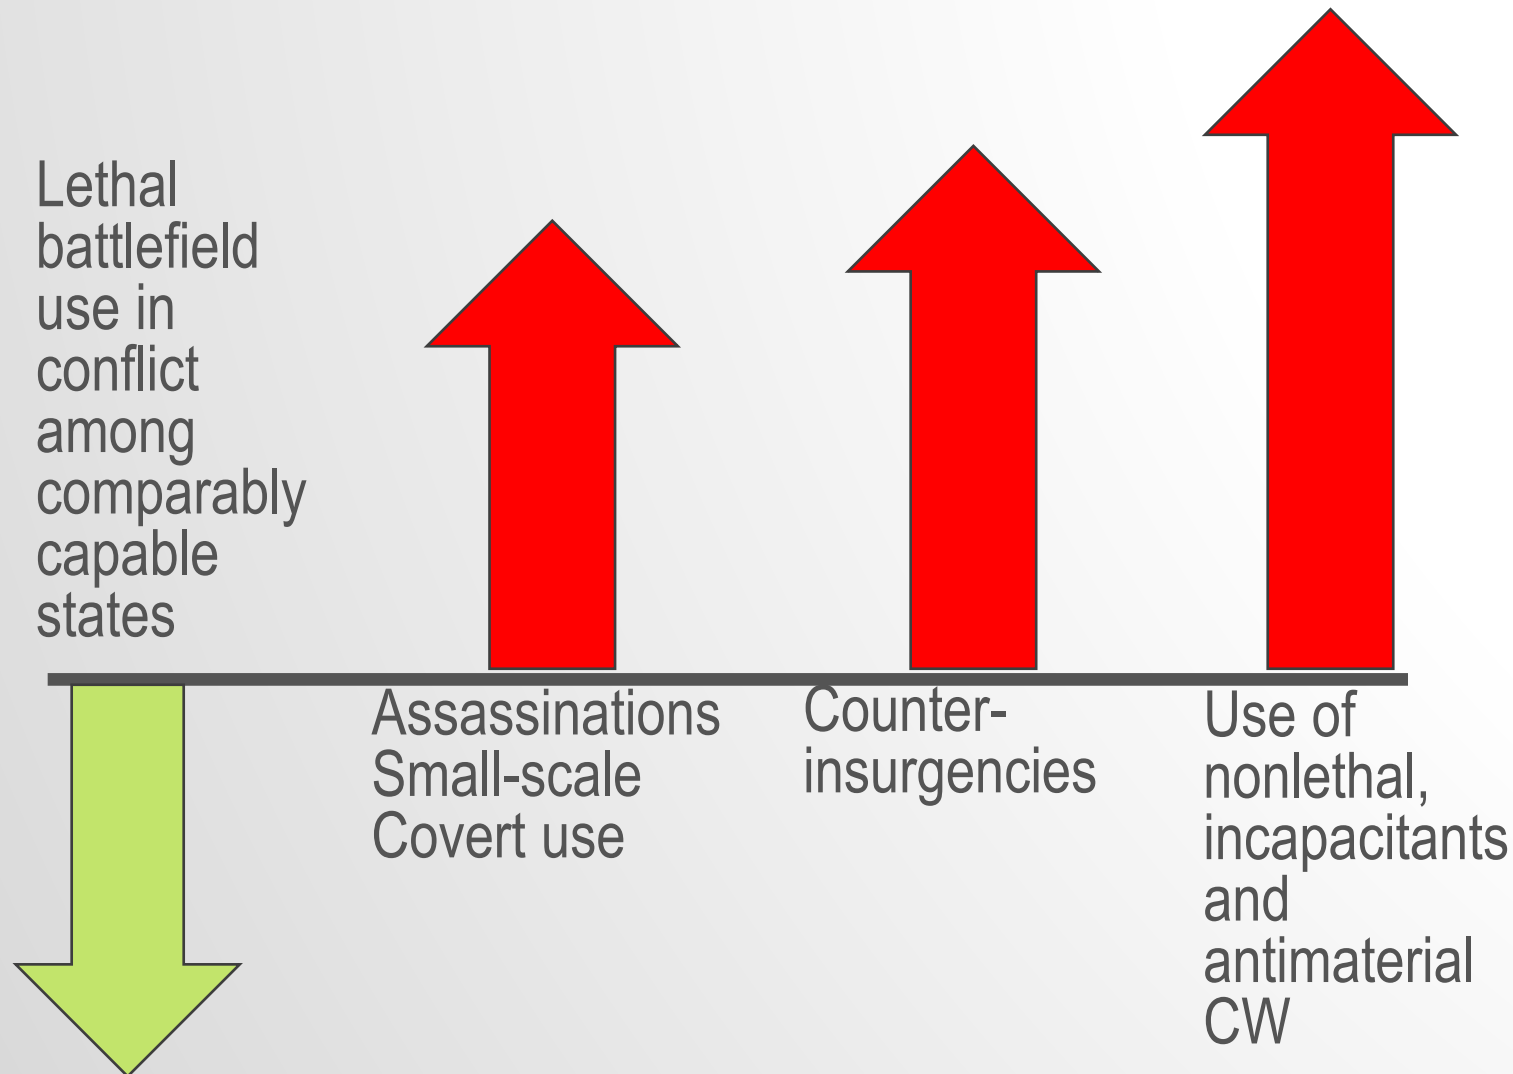 Lethal
battlefield
use in
conflict
among
comparably
capable
states
Assassinations
Small-scale
Covert use
Counter-
insurgencies
Use of
nonlethal,
incapacitants
and
antimaterial
CW